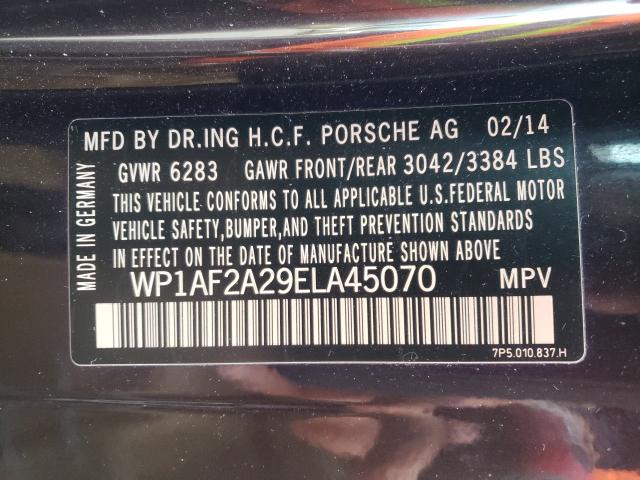 MFD BY DR.ING H.C.F. PORSCHE AG 02/14
GVWR 6283 GAWR FRONT/REAR 3042/3384 LBS
THIS VEHICLE CONFORMS TO ALL APPLICABLE U.S.FEDERAL MOTOR
VEHICLE SAFETY,BUMPER,AND THEFT PREVENTION STANDARDS
IN EFFECT ON THE DATE OF MANUFACTURE SHOWN ABOVE
MADE IN GERMANY
WP1AF2A29ELA45070 MPV
7P5.010.837.H